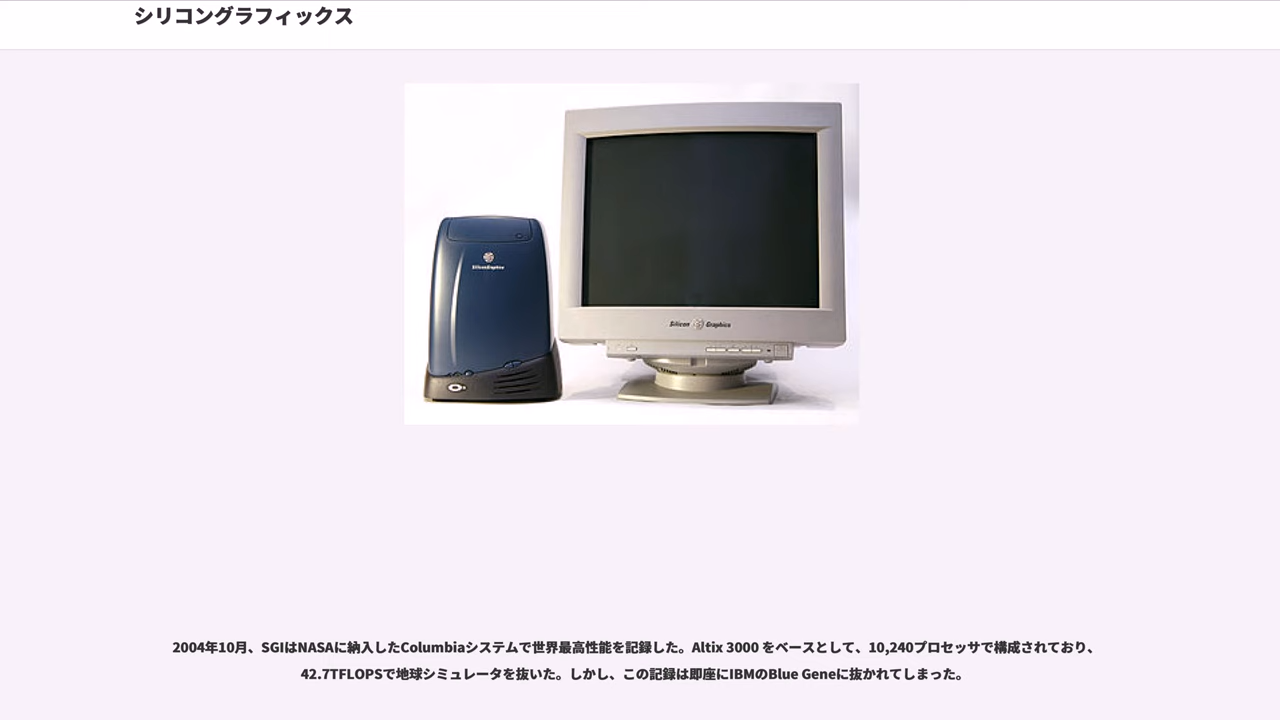 シリコングラフィックス
SiliconGraphics
Silicon Graphics
2004年10月、SGIはNASAに納入したColumbiaシステムで世界最高性能を記録した。Altix 3000 をベースとして、10,240プロセッサで構成されており、
42.7TFLOPSで地球シミュレータを抜いた。しかし、この記録は即座にIBMのBlue Geneに抜かれてしまった。